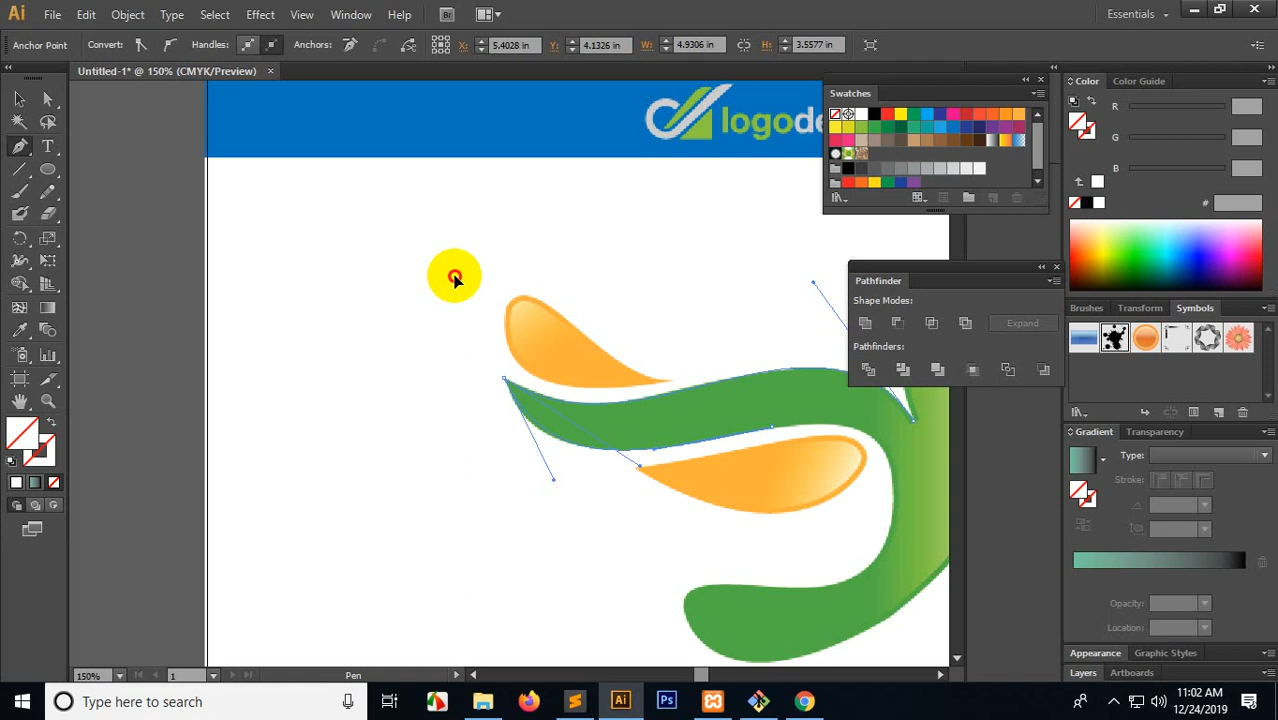 Ai File Edit Object Type Select Effect View Window Help Br Essentials
Anchor Point Convert: Handles: Anchors: X: 5.4028 in Y: 4.1326 in W: 4.9306 in H: 3.5577 in
Untitled-1* @ 150% (CMYK/Preview)
logode
Swatches
Color Color Guide
R
G
B
#
Pathfinder
Shape Modes:
Expand
Pathfinders:
Brushes Transform Symbols
Gradient Transparency
Type:
Stroke:
Opacity:
Location:
Appearance Graphic Styles
Layers Artboards
150% 1 Pen
Type here to search
Ai Ps
11:02 AM
12/24/2019